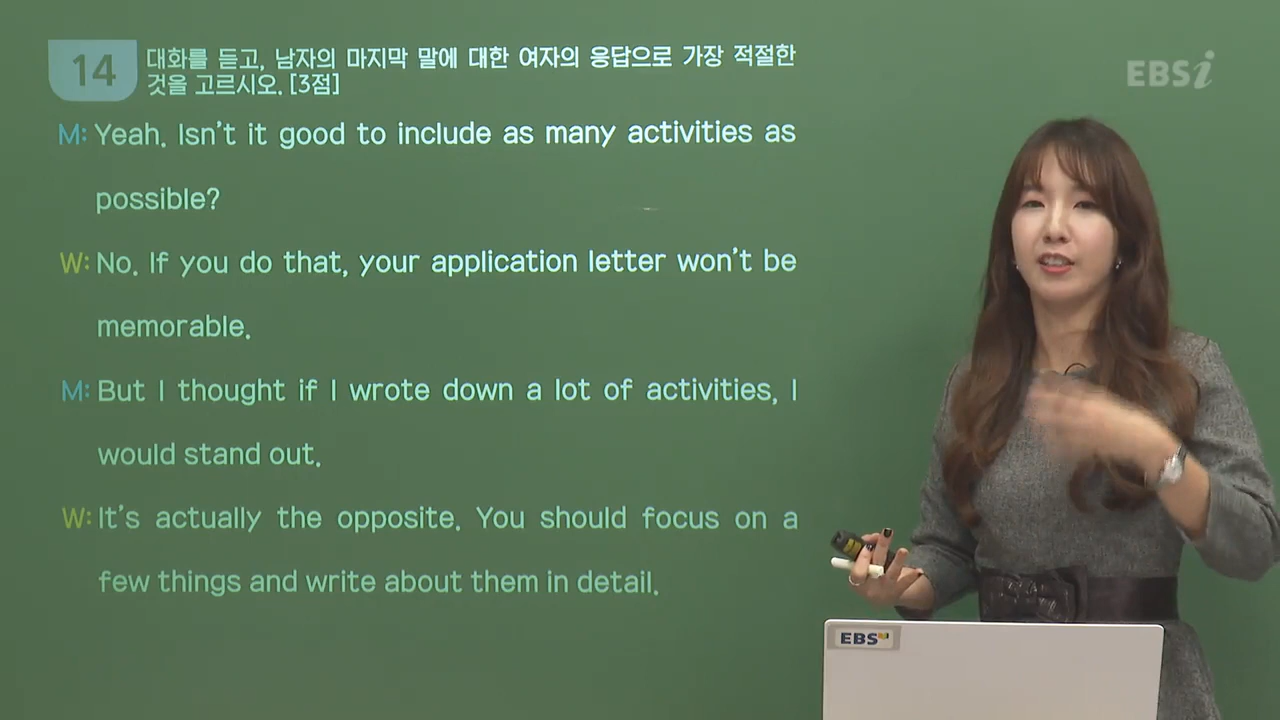 14
대화를 듣고, 남자의 마지막 말에 대한 여자의 응답으로 가장 적절한
것을 고르시오. [3점]
EBSi
M: Yeah. Isn't it good to include as many activities as
possible?
W: No. If you do that, your application letter won't be
memorable.
M: But I thought if I wrote down a lot of activities, I
would stand out.
W: It's actually the opposite. You should focus on a
few things and write about them in detail.
EBS